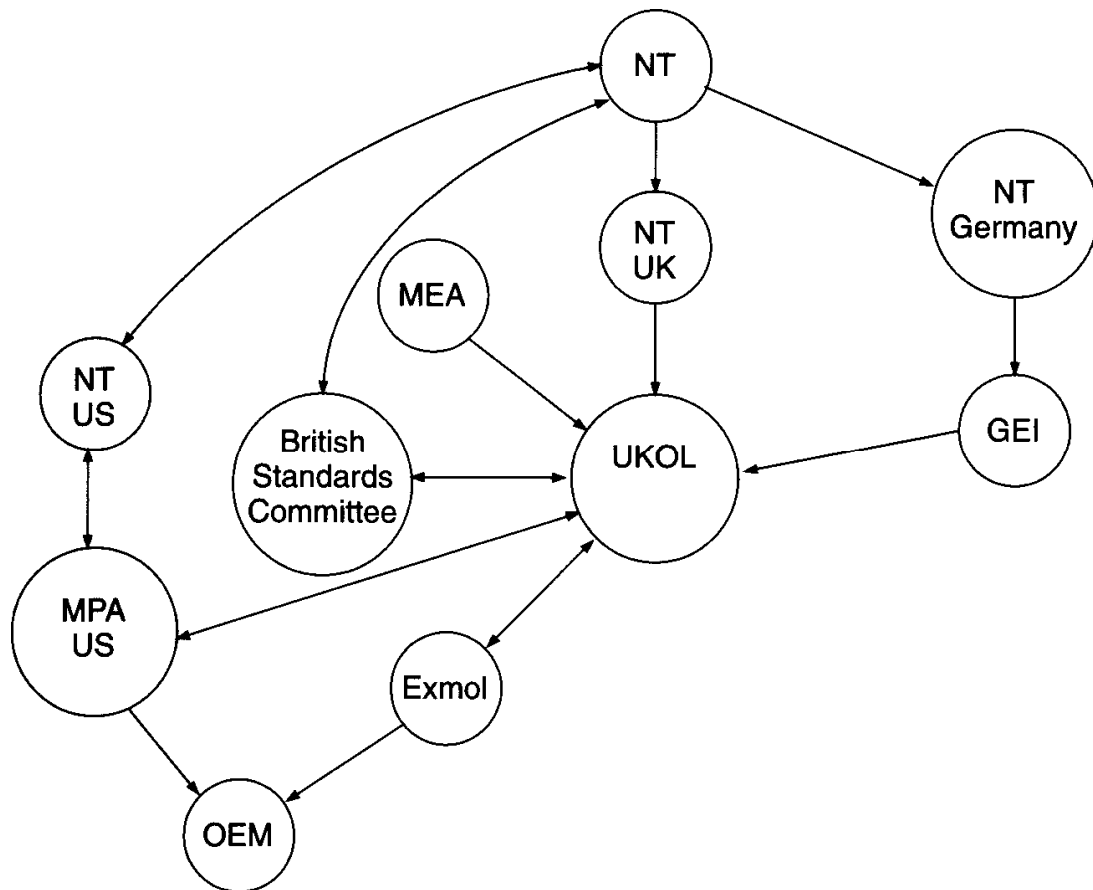 NT
NT
Germany
NT
UK
MEA
NT
US
British
Standards
Committee
UKOL
GEI
MPA
US
Exmol
OEM